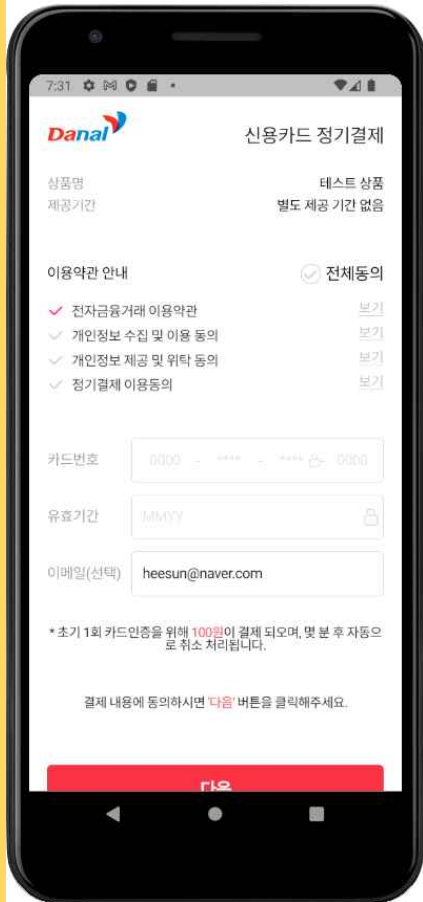 7:31
Danal
신용카드 정기결제
상품명 테스트 상품
제공기간 별도 제공 기간 없음
이용약관 안내 전체동의
전자금융거래 이용약관 보기
개인정보 수집 및 이용 동의 보기
개인정보 제공 및 위탁 동의 보기
정기결제 이용동의 보기
카드번호 0000 - **** - **** - 0000
유효기간 MMYY
이메일(선택) heesun@naver.com
* 초기 1회 카드인증을 위해 100원이 결제 되오며, 몇 분 후 자동으
로 취소 처리됩니다.
결제 내용에 동의하시면 '다음' 버튼을 클릭해주세요.
다음